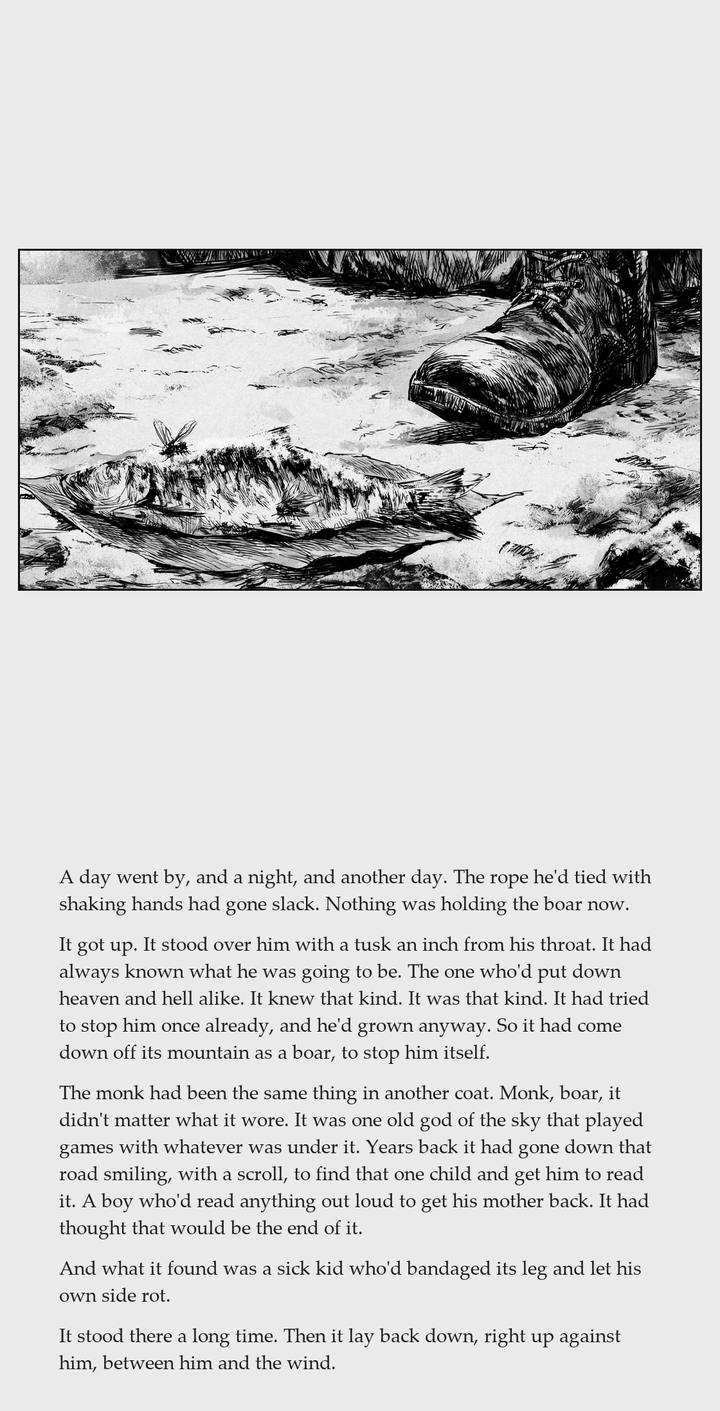 A day went by, and a night, and another day. The rope he'd tied with
shaking hands had gone slack. Nothing was holding the boar now.
It got up. It stood over him with a tusk an inch from his throat. It had
always known what he was going to be. The one who'd put down
heaven and hell alike. It knew that kind. It was that kind. It had tried
to stop him once already, and he'd grown anyway. So it had come
down off its mountain as a boar, to stop him itself.
The monk had been the same thing in another coat. Monk, boar, it
didn't matter what it wore. It was one old god of the sky that played
games with whatever was under it. Years back it had gone down that
road smiling, with a scroll, to find that one child and get him to read
it. A boy who'd read anything out loud to get his mother back. It had
thought that would be the end of it.
And what it found was a sick kid who'd bandaged its leg and let his
own side rot.
It stood there a long time. Then it lay back down, right up against
him, between him and the wind.